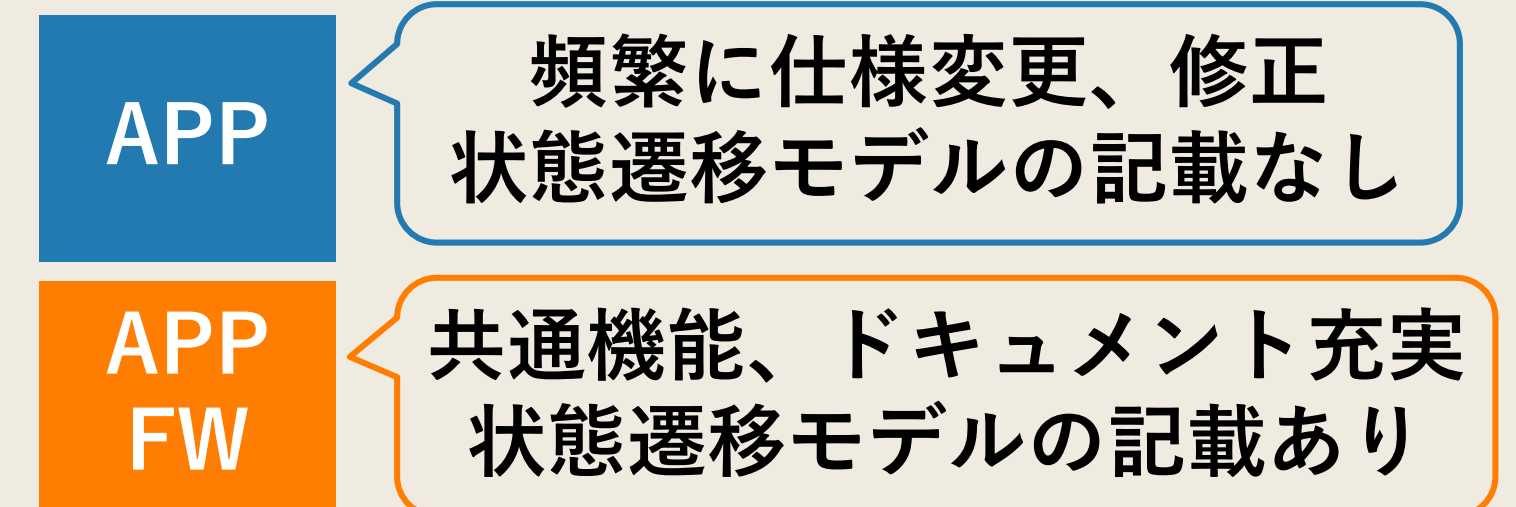 APP
頻繁に仕様変更、修正
状態遷移モデルの記載なし
APP
FW
共通機能、ドキュメント充実
状態遷移モデルの記載あり